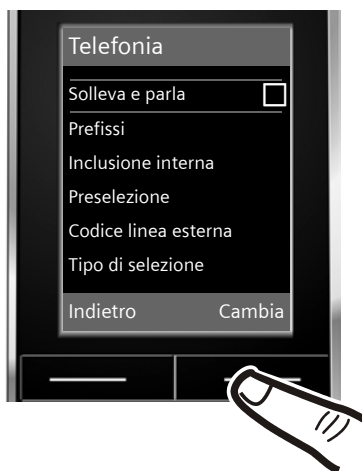 Telefonia
Solleva e parla
Prefissi
Inclusione interna
Preselezione
Codice linea esterna
Tipo di selezione
Indietro Cambia